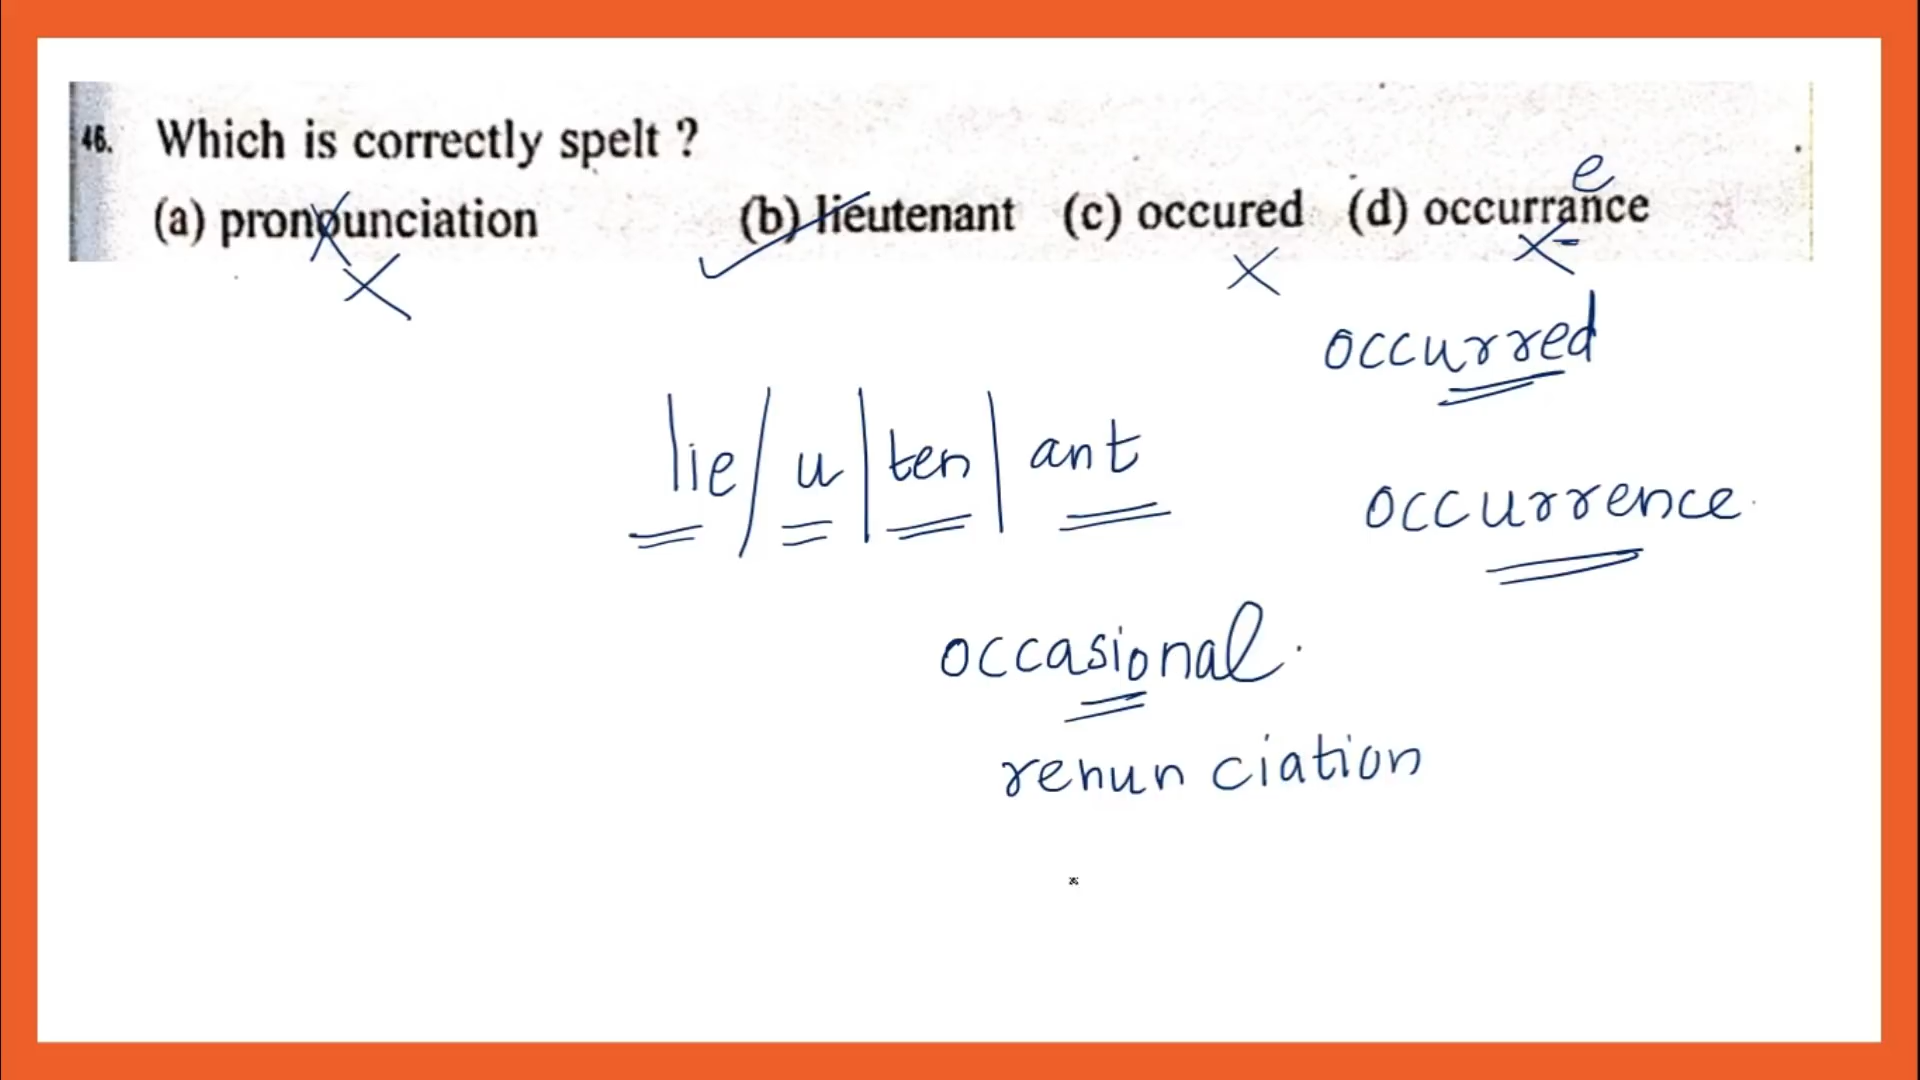 46. Which is correctly spelt ?
(a) pronounciation (b) lieutenant (c) occured (d) occurrance
e
occurred
lie/u|ten|ant
occurrence
occasional
renunciation